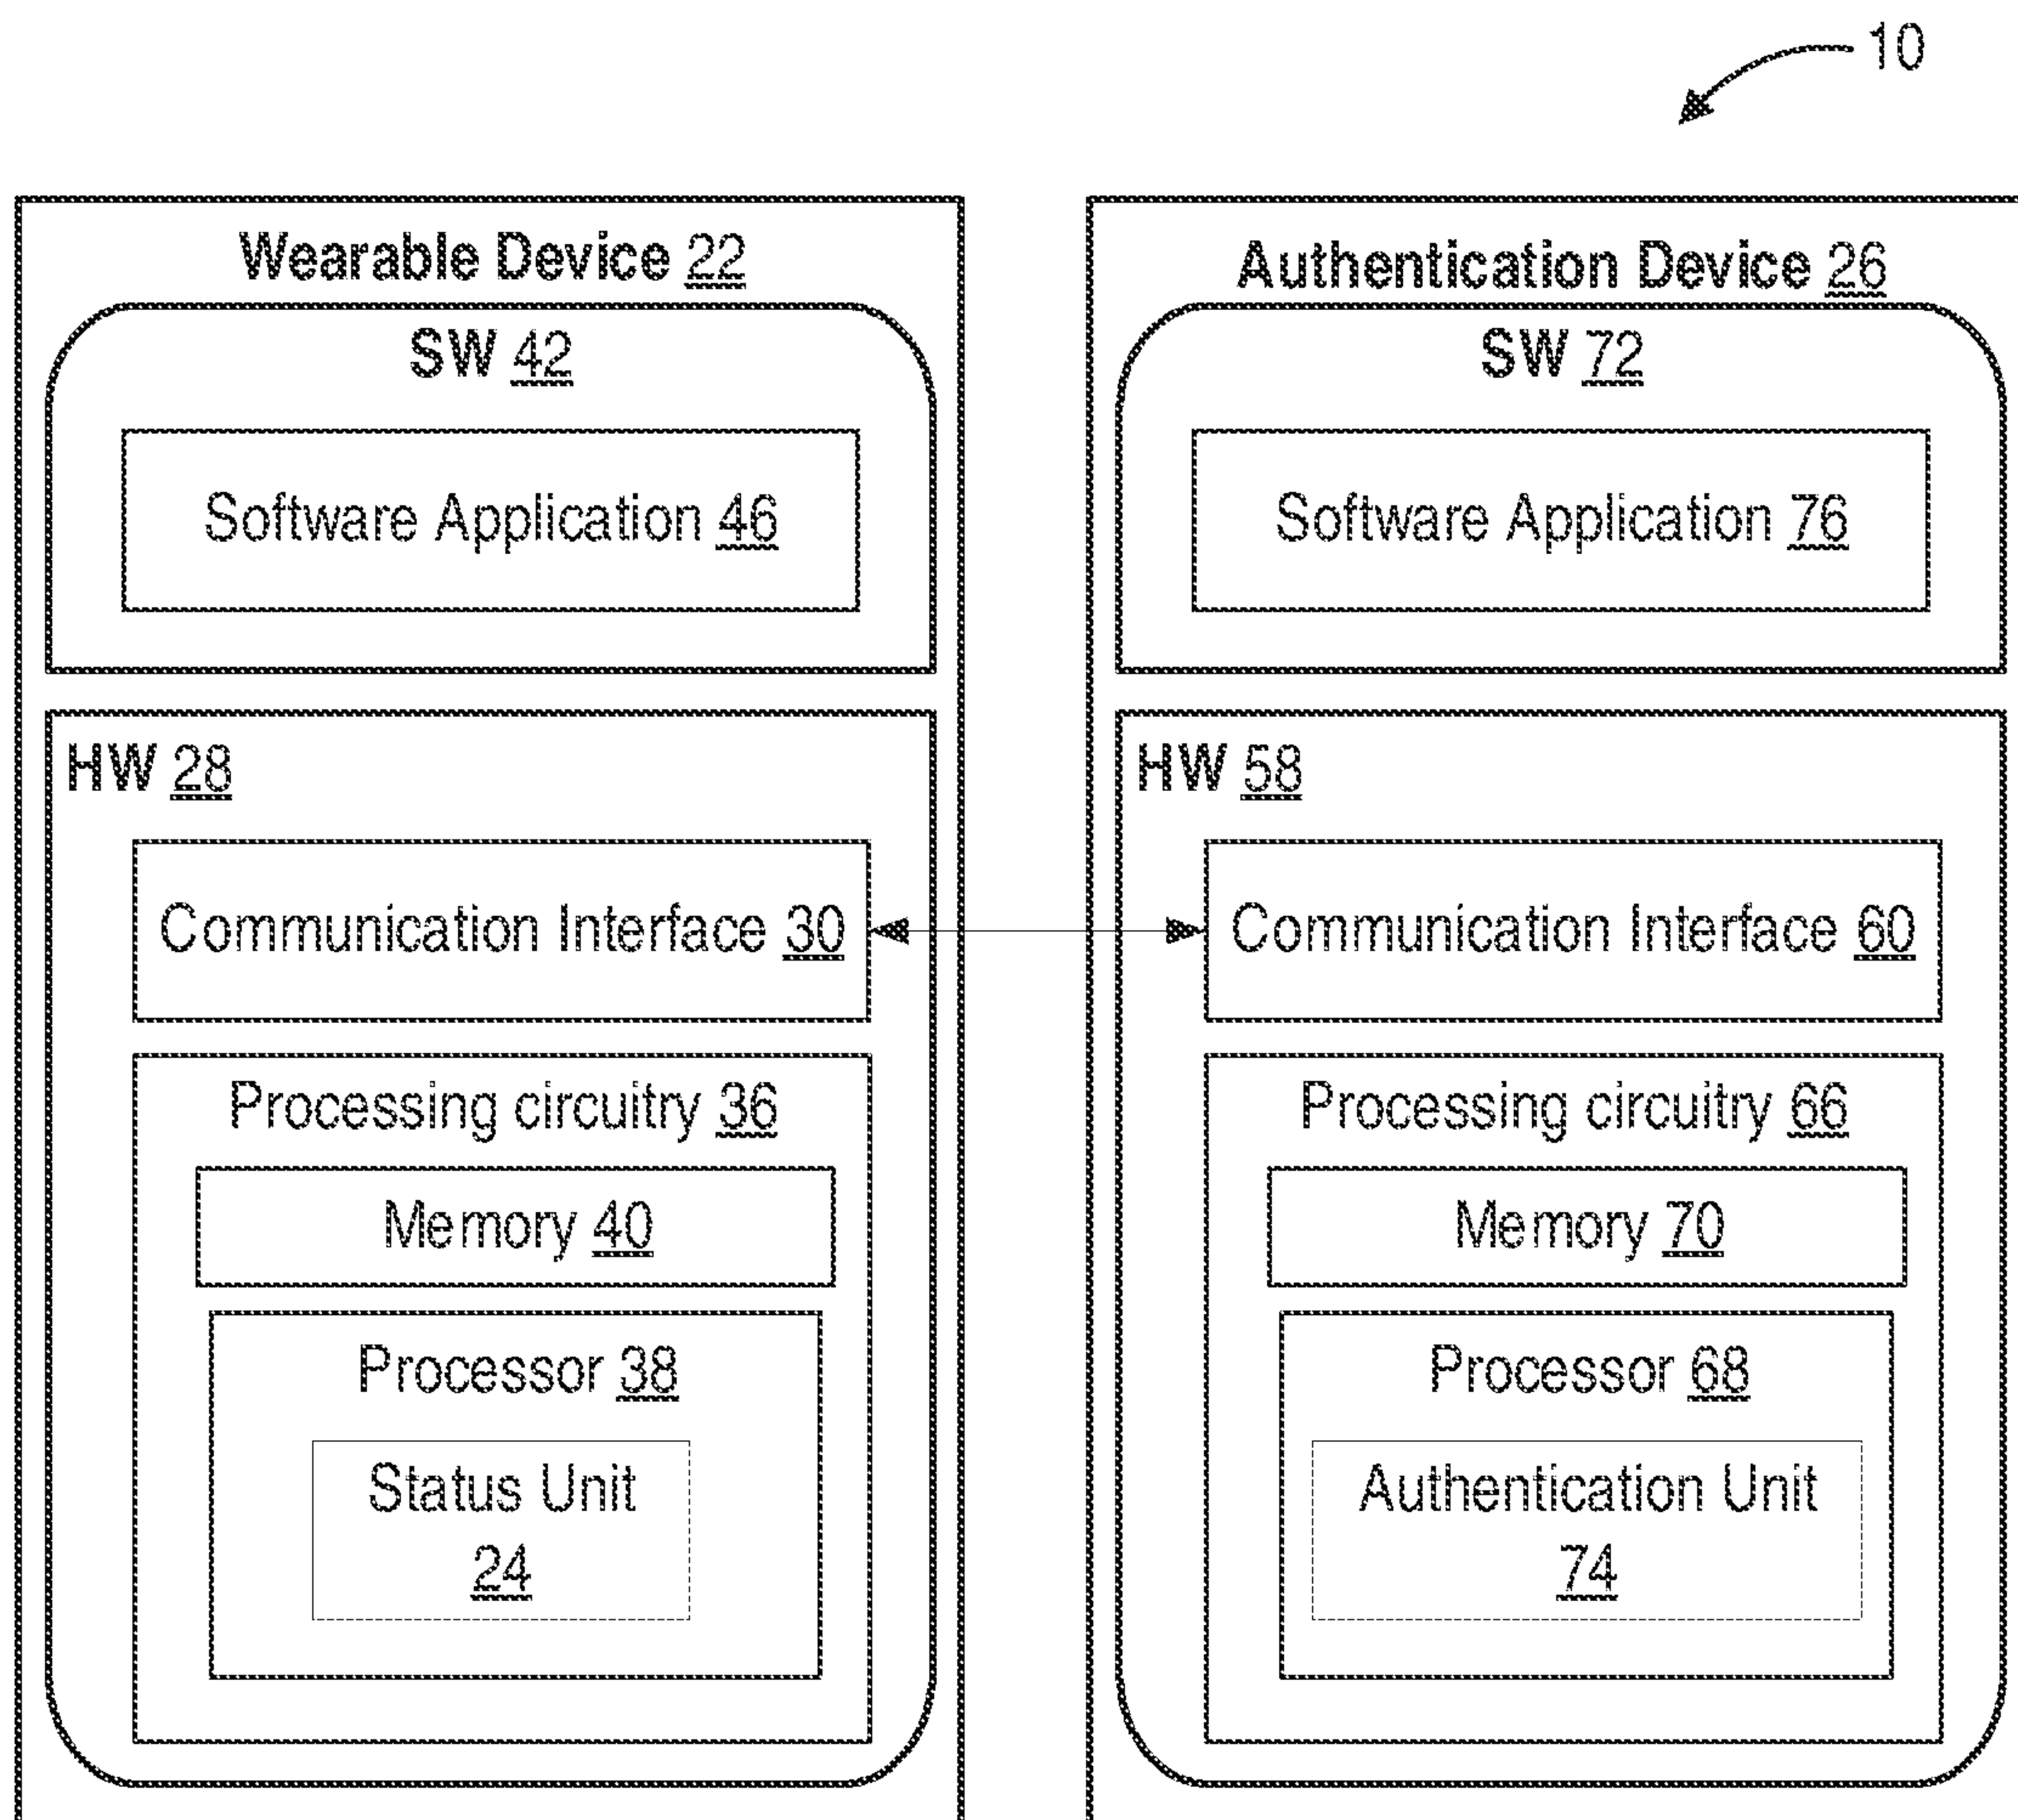 10
Wearable Device 22
SW 42
Software Application 46
HW 28
Communication Interface 30
Processing circuitry 36
Memory 40
Processor 38
Status Unit
24
Authentication Device 26
SW 72
Software Application 76
HW 58
Communication Interface 60
Processing circuitry 66
Memory 70
Processor 68
Authentication Unit
74